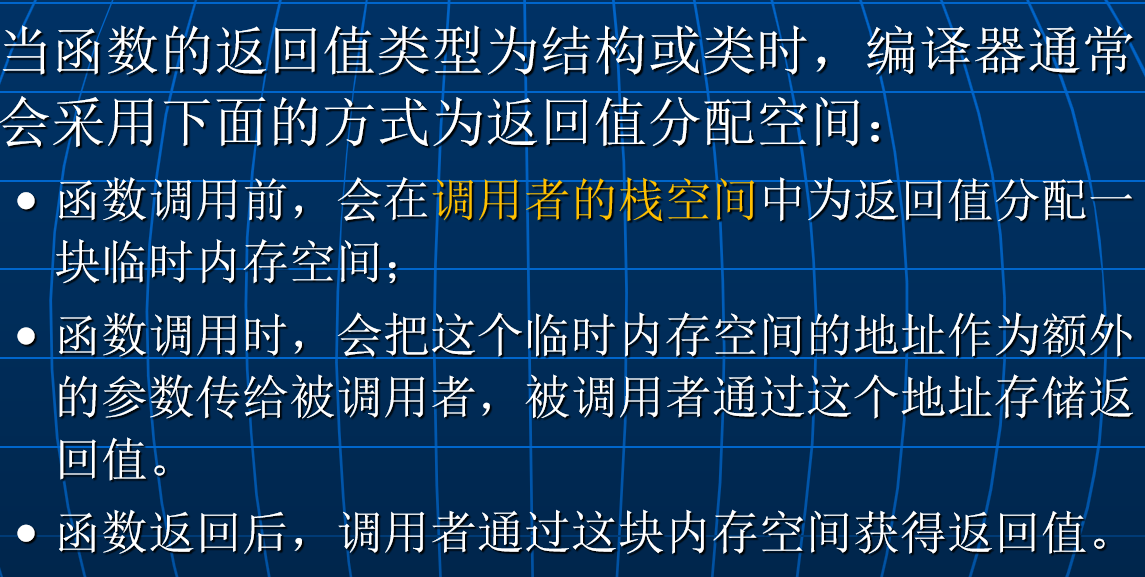 当函数的返回值类型为结构或类时，编译器通常
会采用下面的方式为返回值分配空间：
• 函数调用前，会在调用者的栈空间中为返回值分配一
块临时内存空间；
• 函数调用时，会把这个临时内存空间的地址作为额外
的参数传给被调用者，被调用者通过这个地址存储返
回值。
• 函数返回后，调用者通过这块内存空间获得返回值。